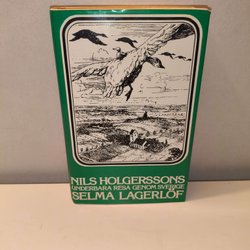 NILS HOLGERSSONS
UNDERBARA RESA GENOM SVERIGE
SELMA LAGERLÖF